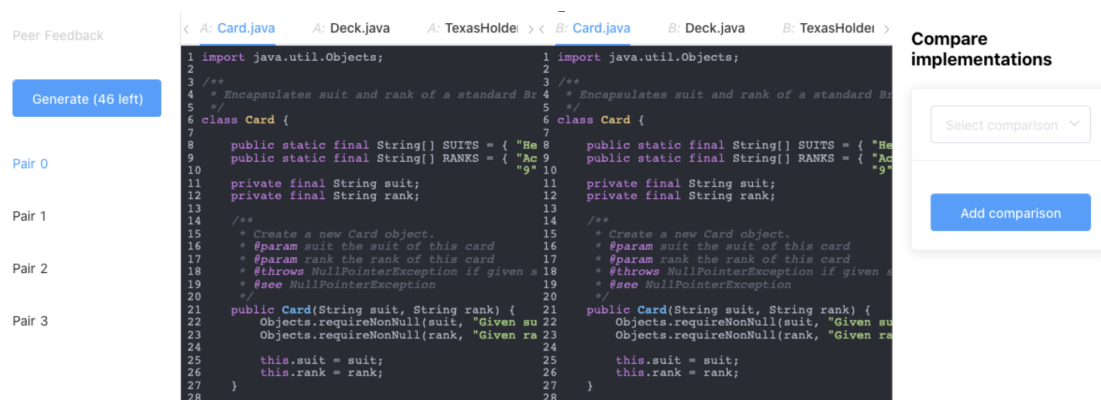 Peer Feedback
Generate (46 left)
Pair 0
Pair 1
Pair 2
Pair 3
A: Card.java A: Deck.java A: TexasHolder
1 import java.util.Objects;
2
3 /**
4 * Encapsulates suit and rank of a standard Br
5 */
6 class Card {
7
8 public static final String[] SUITS = { "He
9 public static final String[] RANKS = { "Ac
10 "9"
11 private final String suit;
12 private final String rank;
13
14 /**
15 * Create a new Card object.
16 * @param suit the suit of this card
17 * @param rank the rank of this card
18 * @throws NullPointerException if given s
19 * @see NullPointerException
20 */
21 public Card(String suit, String rank) {
22 Objects.requireNonNull(suit, "Given su
23 Objects.requireNonNull(rank, "Given ra
24
25 this.suit = suit;
26 this.rank = rank;
27 }
28
B: Card.java B: Deck.java B: TexasHolder
1 import java.util.Objects;
2
3 /**
4 * Encapsulates suit and rank of a standard Br
5 */
6 class Card {
7
8 public static final String[] SUITS = { "He
9 public static final String[] RANKS = { "Ac
10 "9"
11 private final String suit;
12 private final String rank;
13
14 /**
15 * Create a new Card object.
16 * @param suit the suit of this card
17 * @param rank the rank of this card
18 * @throws NullPointerException if given s
19 * @see NullPointerException
20 */
21 public Card(String suit, String rank) {
22 Objects.requireNonNull(suit, "Given su
23 Objects.requireNonNull(rank, "Given ra
24
25 this.suit = suit;
26 this.rank = rank;
27 }
28
Compare
implementations
Select comparison
Add comparison